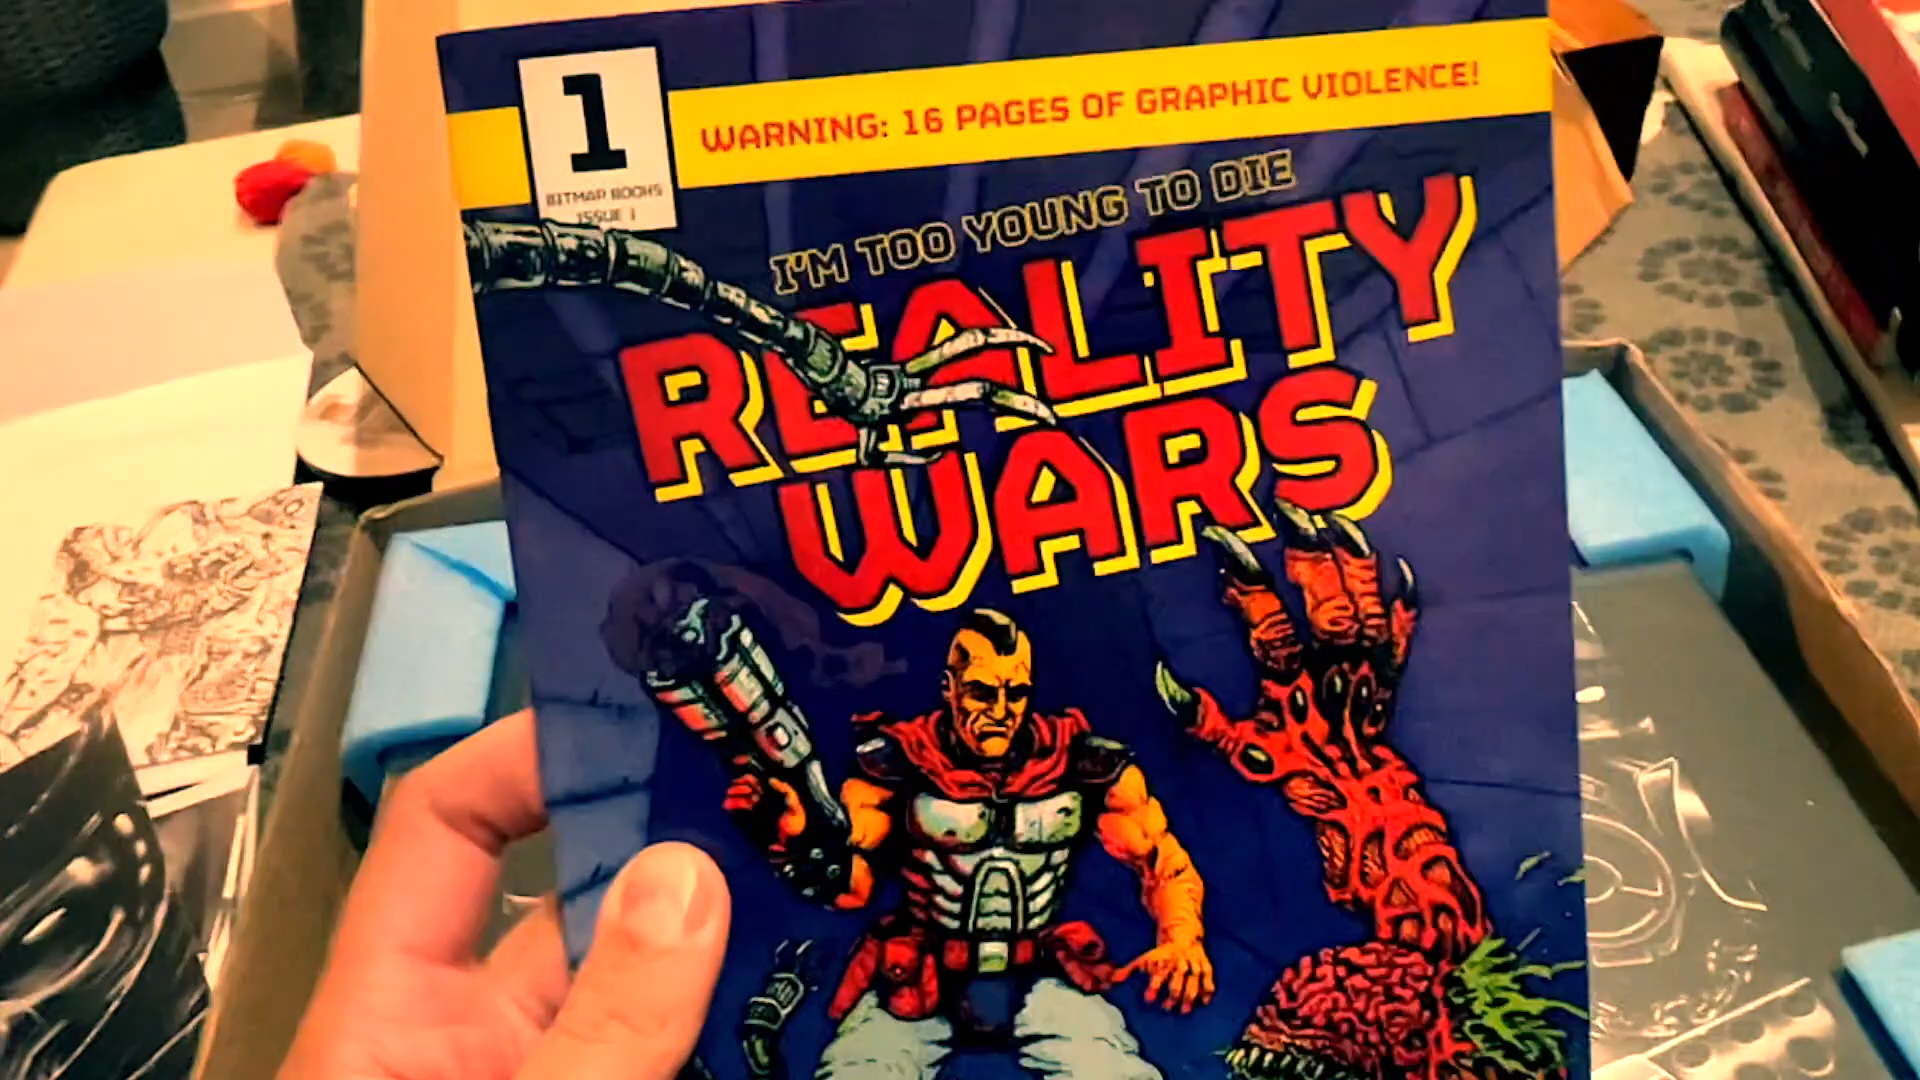 1
BITMAP BOOKS
ISSUE 1
WARNING: 16 PAGES OF GRAPHIC VIOLENCE!
I'M TOO YOUNG TO DIE
REALITY
WARS